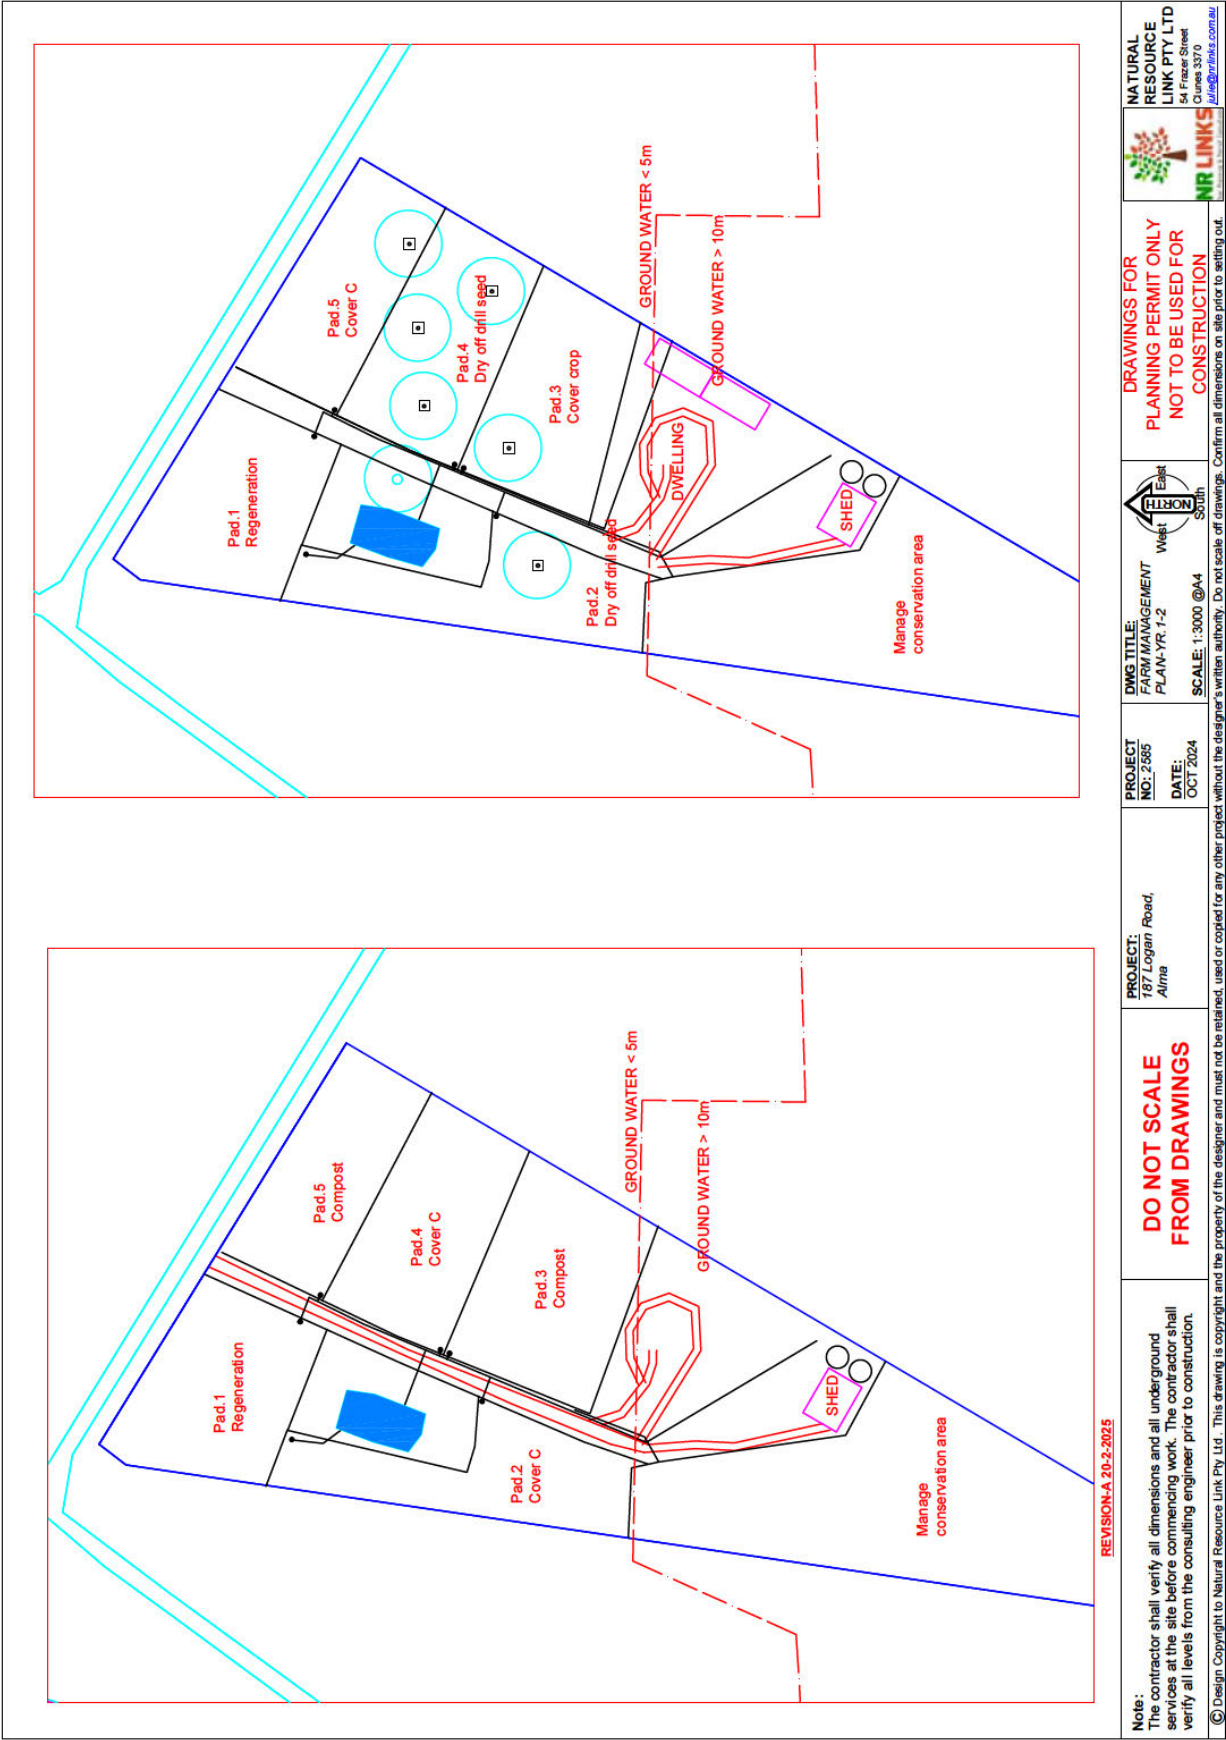 Pad.1
Regeneration
Pad.5
Compost
Pad.4
Cover C
Pad.3
Compost
Pad.2
Cover C
GROUND WATER < 5m
GROUND WATER > 10m
SHED
Manage
conservation area
REVISION-A 20-2-2025
Pad.1
Regeneration
Pad.5
Cover C
Pad.4
Dry off drill seed
Pad.3
Cover crop
Pad.2
Dry off drill seed
GROUND WATER < 5m
GROUND WATER > 10m
DWELLING
SHED
Manage
conservation area
Note:
The contractor shall verify all dimensions and all underground
services at the site before commencing work. The contractor shall
verify all levels from the consulting engineer prior to construction.
DO NOT SCALE
FROM DRAWINGS
PROJECT:
187 Logan Road,
Alma
PROJECT
NO: 2585
DATE:
OCT 2024
DWG TITLE:
FARM MANAGEMENT
PLAN-YR.1-2
SCALE: 1:3000 @A4
NORTH
West
East
South
DRAWINGS FOR
PLANNING PERMIT ONLY
NOT TO BE USED FOR
CONSTRUCTION
NR LINKS
NATURAL
RESOURCE
LINK PTY LTD
54 Frazer Street
Clunes 3370
julie@nrlinks.com.au
© Design Copyright to Natural Resource Link Pty Ltd . This drawing is copyright and the property of the designer and must not be retained, used or copied for any other project without the designer's written authority. Do not scale off drawings. Confirm all dimensions on site prior to setting out.